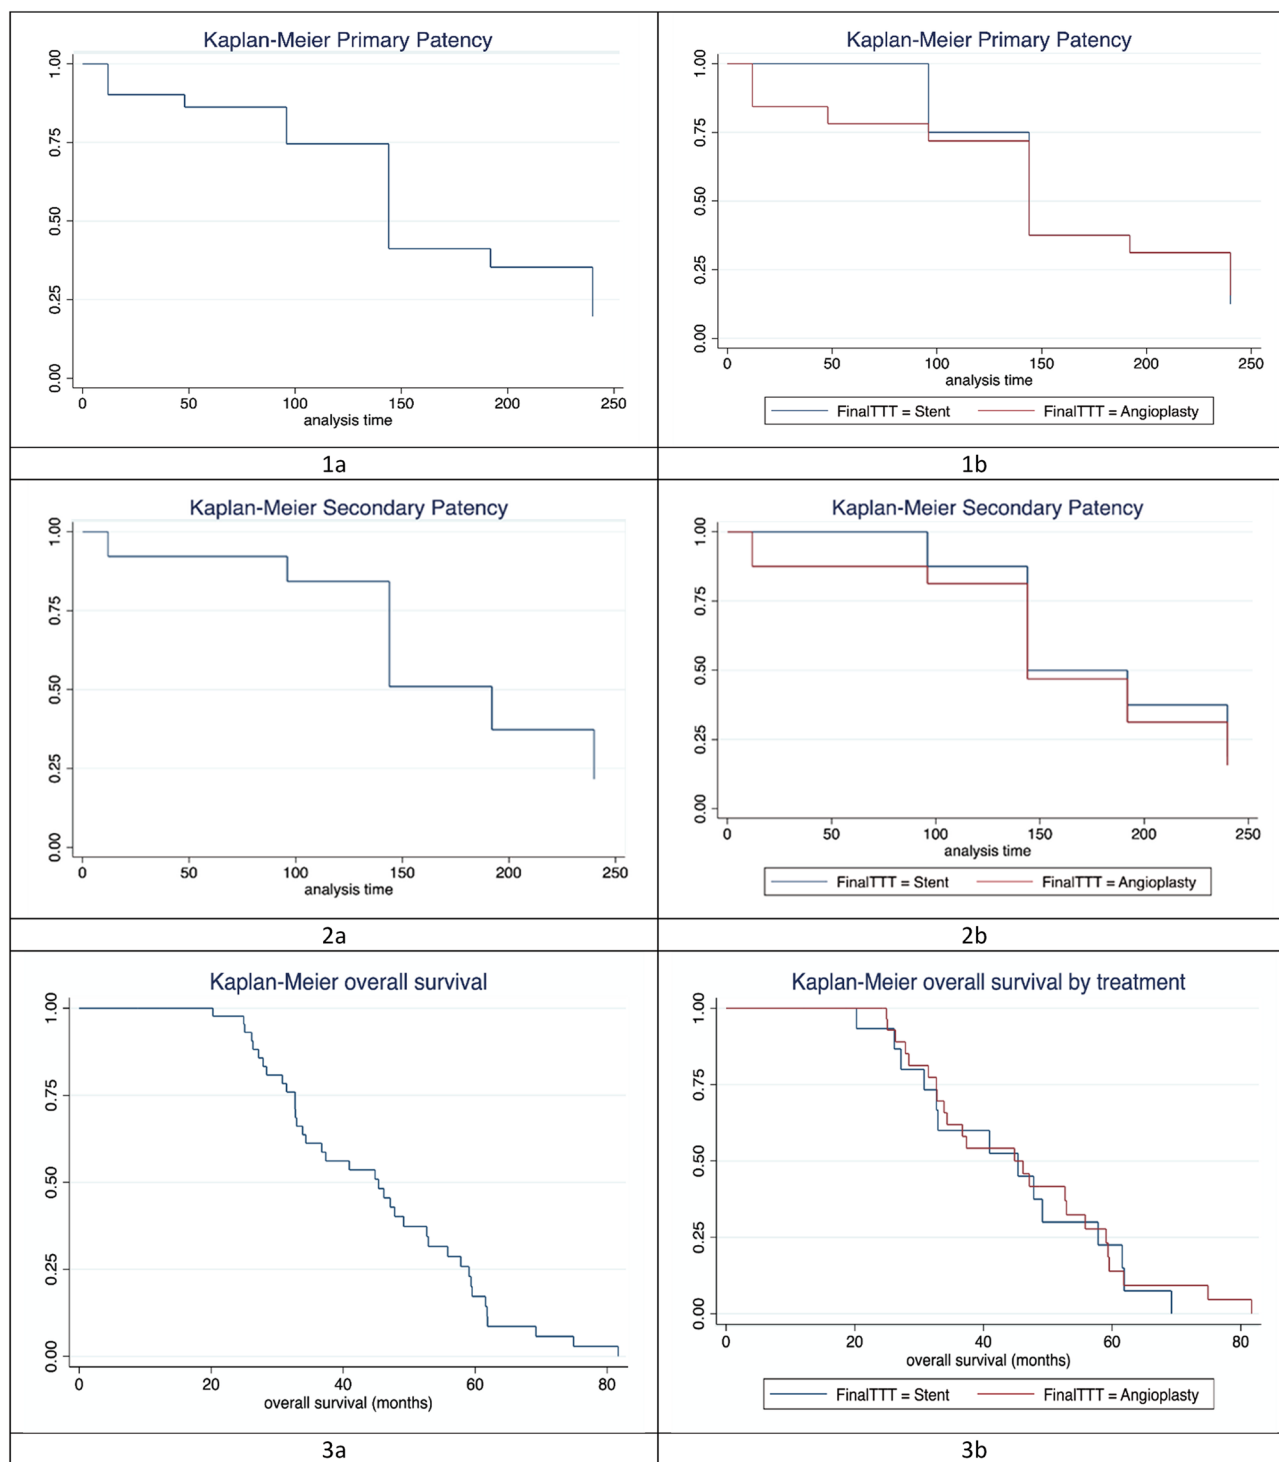 Kaplan-Meier Primary Patency
1.00
0.75
0.50
0.25
0.00
0 50 100 150 200 250
analysis time
1a
Kaplan-Meier Primary Patency
1.00
0.75
0.50
0.25
0.00
0 50 100 150 200 250
analysis time
FinalTTT = Stent FinalTTT = Angioplasty
1b
Kaplan-Meier Secondary Patency
1.00
0.75
0.50
0.25
0.00
0 50 100 150 200 250
analysis time
2a
Kaplan-Meier Secondary Patency
1.00
0.75
0.50
0.25
0.00
0 50 100 150 200 250
analysis time
FinalTTT = Stent FinalTTT = Angioplasty
2b
Kaplan-Meier overall survival
1.00
0.75
0.50
0.25
0.00
0 20 40 60 80
overall survival (months)
3a
Kaplan-Meier overall survival by treatment
1.00
0.75
0.50
0.25
0.00
0 20 40 60 80
overall survival (months)
FinalTTT = Stent FinalTTT = Angioplasty
3b